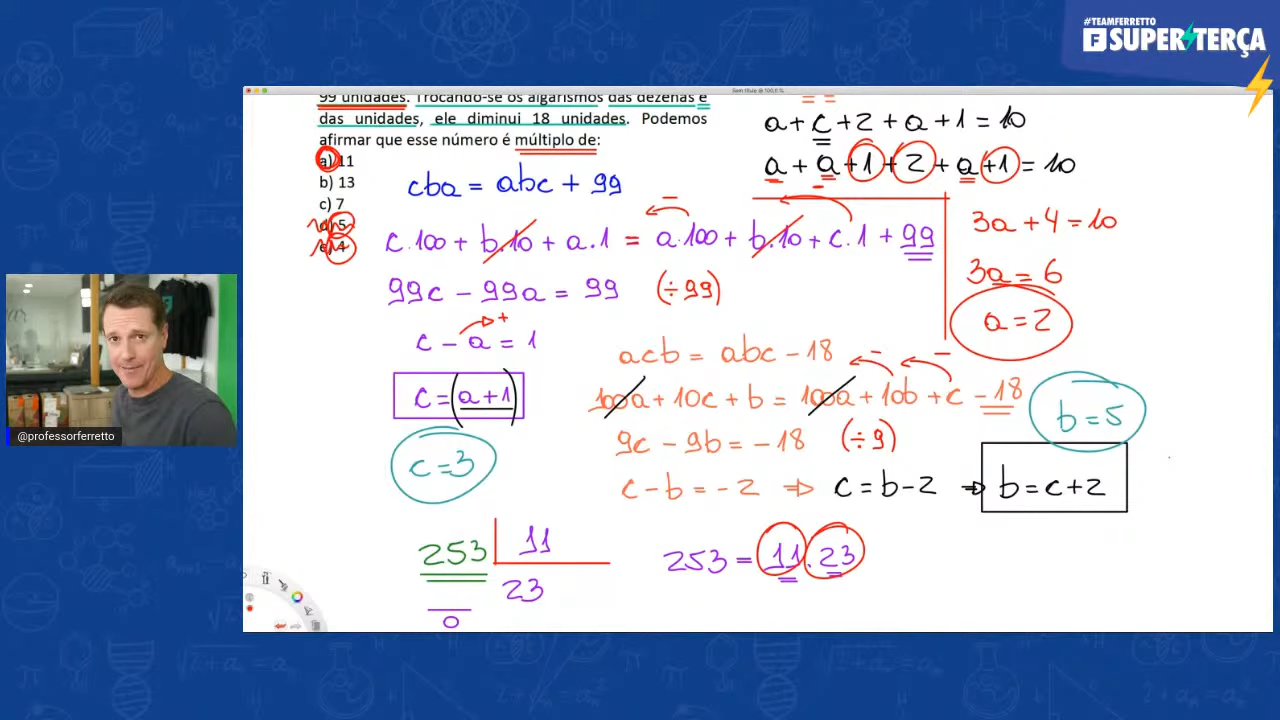 #TEAMFERRETTO
SUPER TERÇA
Sem título @ 100,0 %
99 unidades. Trocando-se os algarismos das dezenas e
das unidades, ele diminui 18 unidades. Podemos
afirmar que esse número é múltiplo de:
a) 11
b) 13
c) 7
d) 5
e) 4
a + c + 2 + a + 1 = 10
a + a + 1 + 2 + a + 1 = 10
cba = abc + 99
c.100 + b.10 + a.1 = a.100 + b.10 + c.1 + 99
99c - 99a = 99 (÷99)
c - a = 1
+
c = (a+1)
c = 3
3a + 4 = 10
3a = 6
a = 2
acb = abc - 18
100a + 10c + b = 100a + 10b + c - 18
9c - 9b = -18 (÷9)
c - b = -2 ⇒ c = b - 2 ⇒ b = c + 2
b = 5
253 11
23
0
253 = 11 . 23
@professorferretto